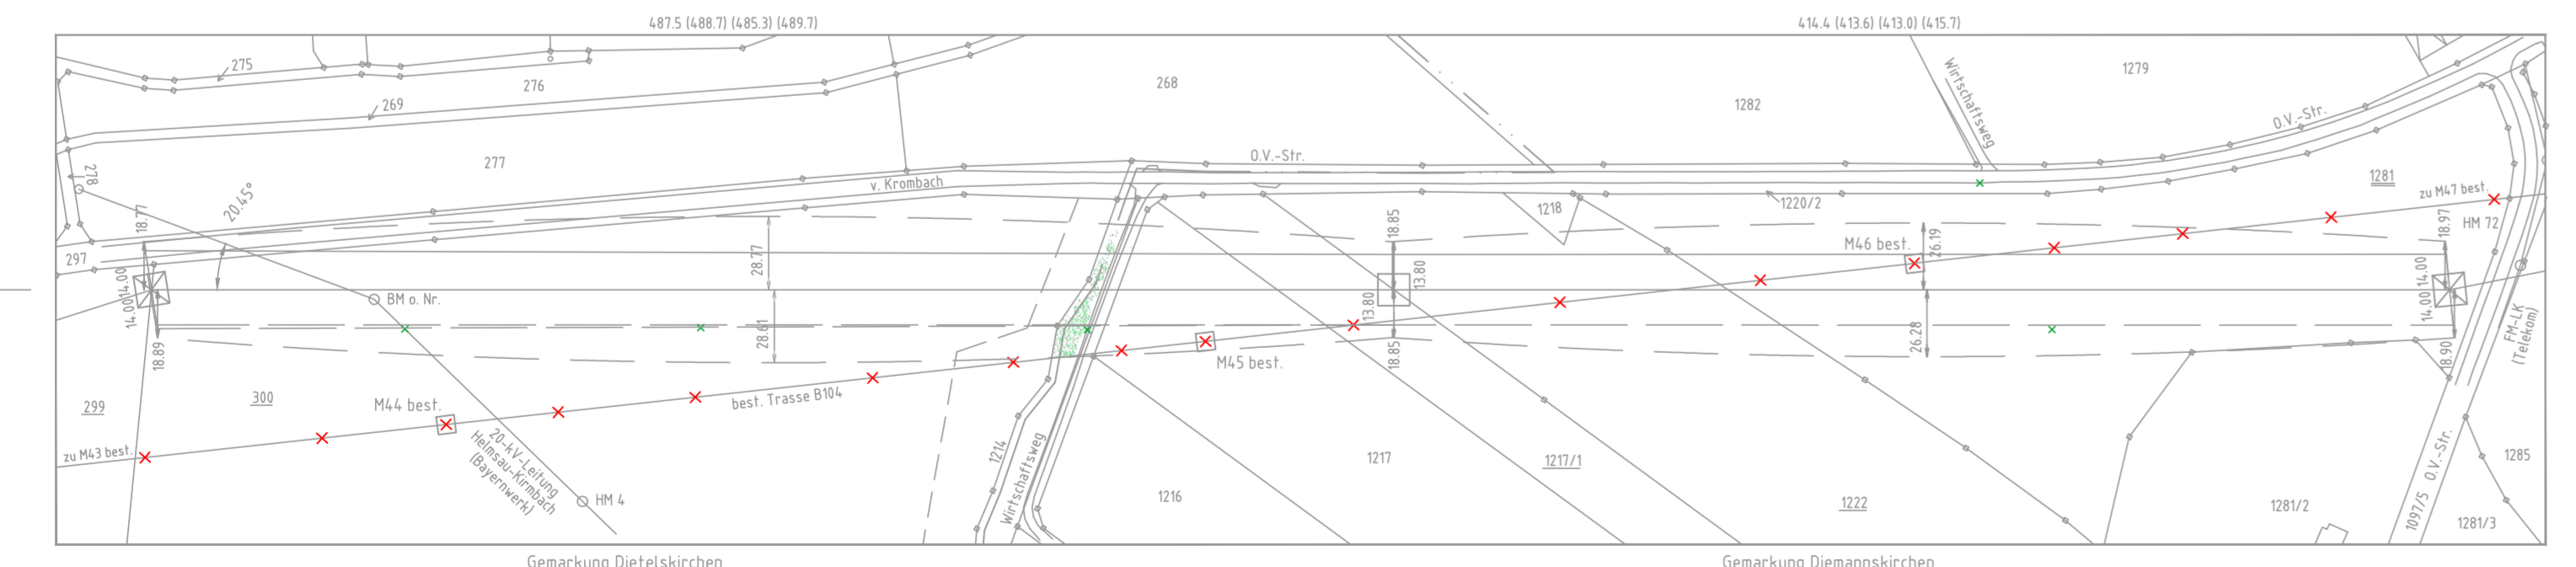 487.5 (488.7) (485.3) (489.7)
414.4 (413.6) (413.0) (415.7)
275
276
269
268
1282
Wirtschaftsweg
1279
O.V.-Str.
277
278
20.45°
v. Krombach
O.V.-Str.
1281
zu M47 best.
1220/2
1218
18.77
18.85
M46 best.
26.19
18.97
HM 72
297
14.00
14.00
28.77
13.80
13.80
14.00
14.00
BM o. Nr.
18.89
28.61
18.85
26.28
18.90
FM-LK
(Telekom)
M45 best.
299
300
M44 best.
best. Trasse B104
zu M43 best.
20-kV-Leitung
Helmsau-Kirmbach
(Bayernwerk)
HM 4
1214
Wirtschaftsweg
1216
1217
1217/1
1222
1281/2
1097/5 O.V.-Str.
1285
1281/3
Gemarkung Dietelskirchen
Gemarkung Diemannskirchen